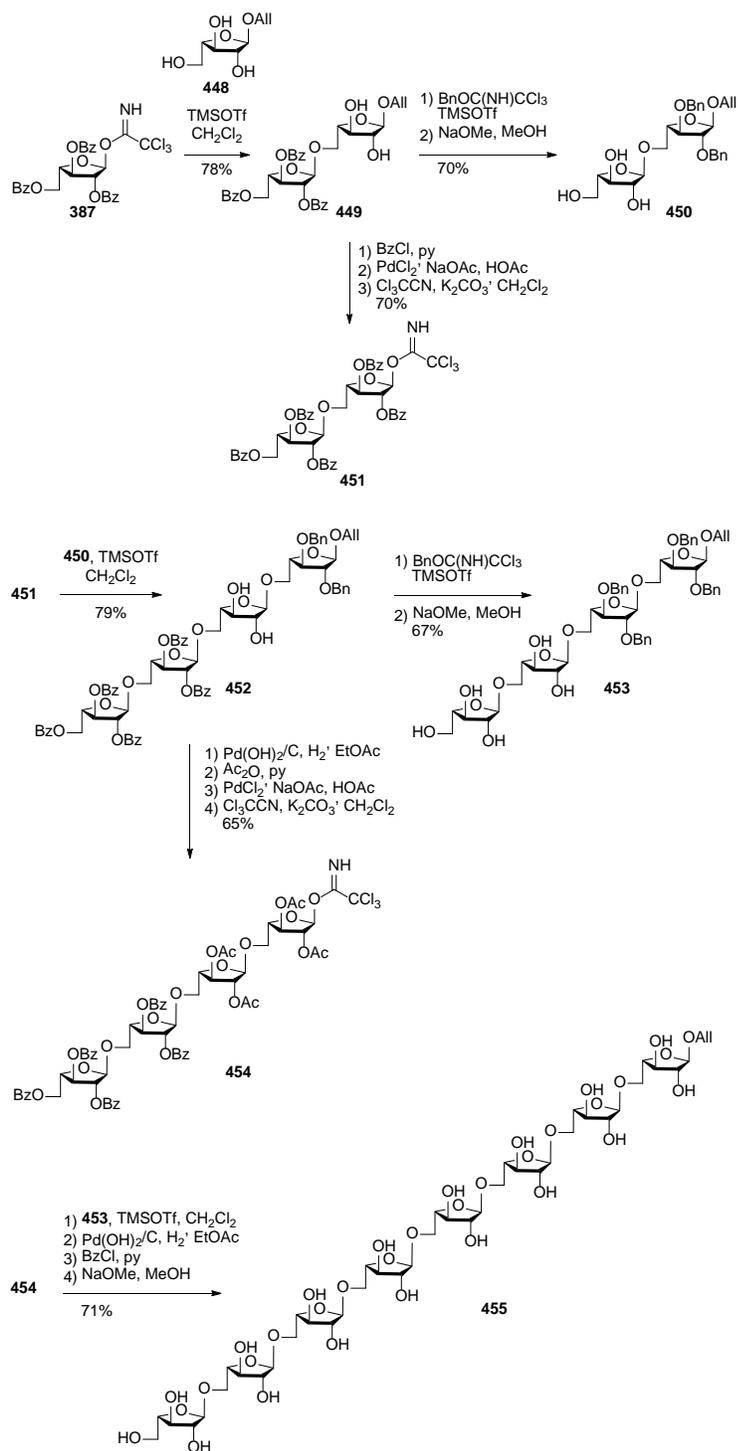 OH
O
OAll
HO
OH
448
NH
O
CCl3
OBz
O
BzO
OBz
387
TMSOTf
CH2Cl2
78%
OH
O
OAll
O
OH
OBz
O
BzO
OBz
449
1) BnOC(NH)CCl3
TMSOTf
2) NaOMe, MeOH
70%
OBn
O
OAll
O
OBn
OH
O
HO
OH
450
1) BzCl, py
2) PdCl2' NaOAc, HOAc
3) Cl3CCN, K2CO3' CH2Cl2
70%
NH
O
CCl3
OBz
O
O
OBz
OBz
O
BzO
OBz
451
451
450, TMSOTf
CH2Cl2
79%
OBn
O
OAll
O
OBn
OH
O
O
OH
OBz
O
O
OBz
OBz
O
BzO
OBz
452
1) BnOC(NH)CCl3
TMSOTf
2) NaOMe, MeOH
67%
OBn
O
OAll
O
OBn
OBn
O
O
OBn
OH
O
O
OH
OH
O
HO
OH
453
1) Pd(OH)2/C, H2' EtOAc
2) Ac2O, py
3) PdCl2' NaOAc, HOAc
4) Cl3CCN, K2CO3' CH2Cl2
65%
NH
O
CCl3
OAc
O
O
OAc
OAc
O
O
OAc
OBz
O
O
OBz
OBz
O
BzO
OBz
454
454
1) 453, TMSOTf, CH2Cl2
2) Pd(OH)2/C, H2' EtOAc
3) BzCl, py
4) NaOMe, MeOH
71%
OH
O
OAll
O
OH
OH
O
O
OH
OH
O
O
OH
OH
O
O
OH
OH
O
O
OH
OH
O
O
OH
OH
O
O
OH
OH
O
HO
OH
455